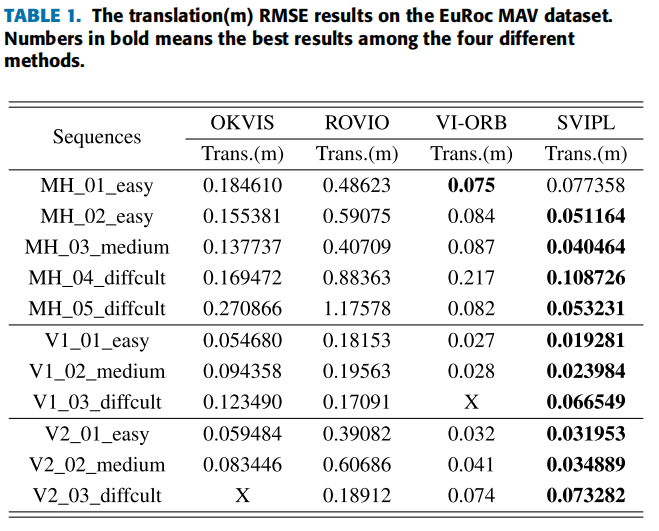 TABLE 1. The translation(m) RMSE results on the EuRoc MAV dataset.
Numbers in bold means the best results among the four different
methods.
Sequences OKVIS ROVIO VI-ORB SVIPL
Trans.(m) Trans.(m) Trans.(m) Trans.(m)
MH_01_easy 0.184610 0.48623 0.075 0.077358
MH_02_easy 0.155381 0.59075 0.084 0.051164
MH_03_medium 0.137737 0.40709 0.087 0.040464
MH_04_diffcult 0.169472 0.88363 0.217 0.108726
MH_05_diffcult 0.270866 1.17578 0.082 0.053231
V1_01_easy 0.054680 0.18153 0.027 0.019281
V1_02_medium 0.094358 0.19563 0.028 0.023984
V1_03_diffcult 0.123490 0.17091 X 0.066549
V2_01_easy 0.059484 0.39082 0.032 0.031953
V2_02_medium 0.083446 0.60686 0.041 0.034889
V2_03_diffcult X 0.18912 0.074 0.073282